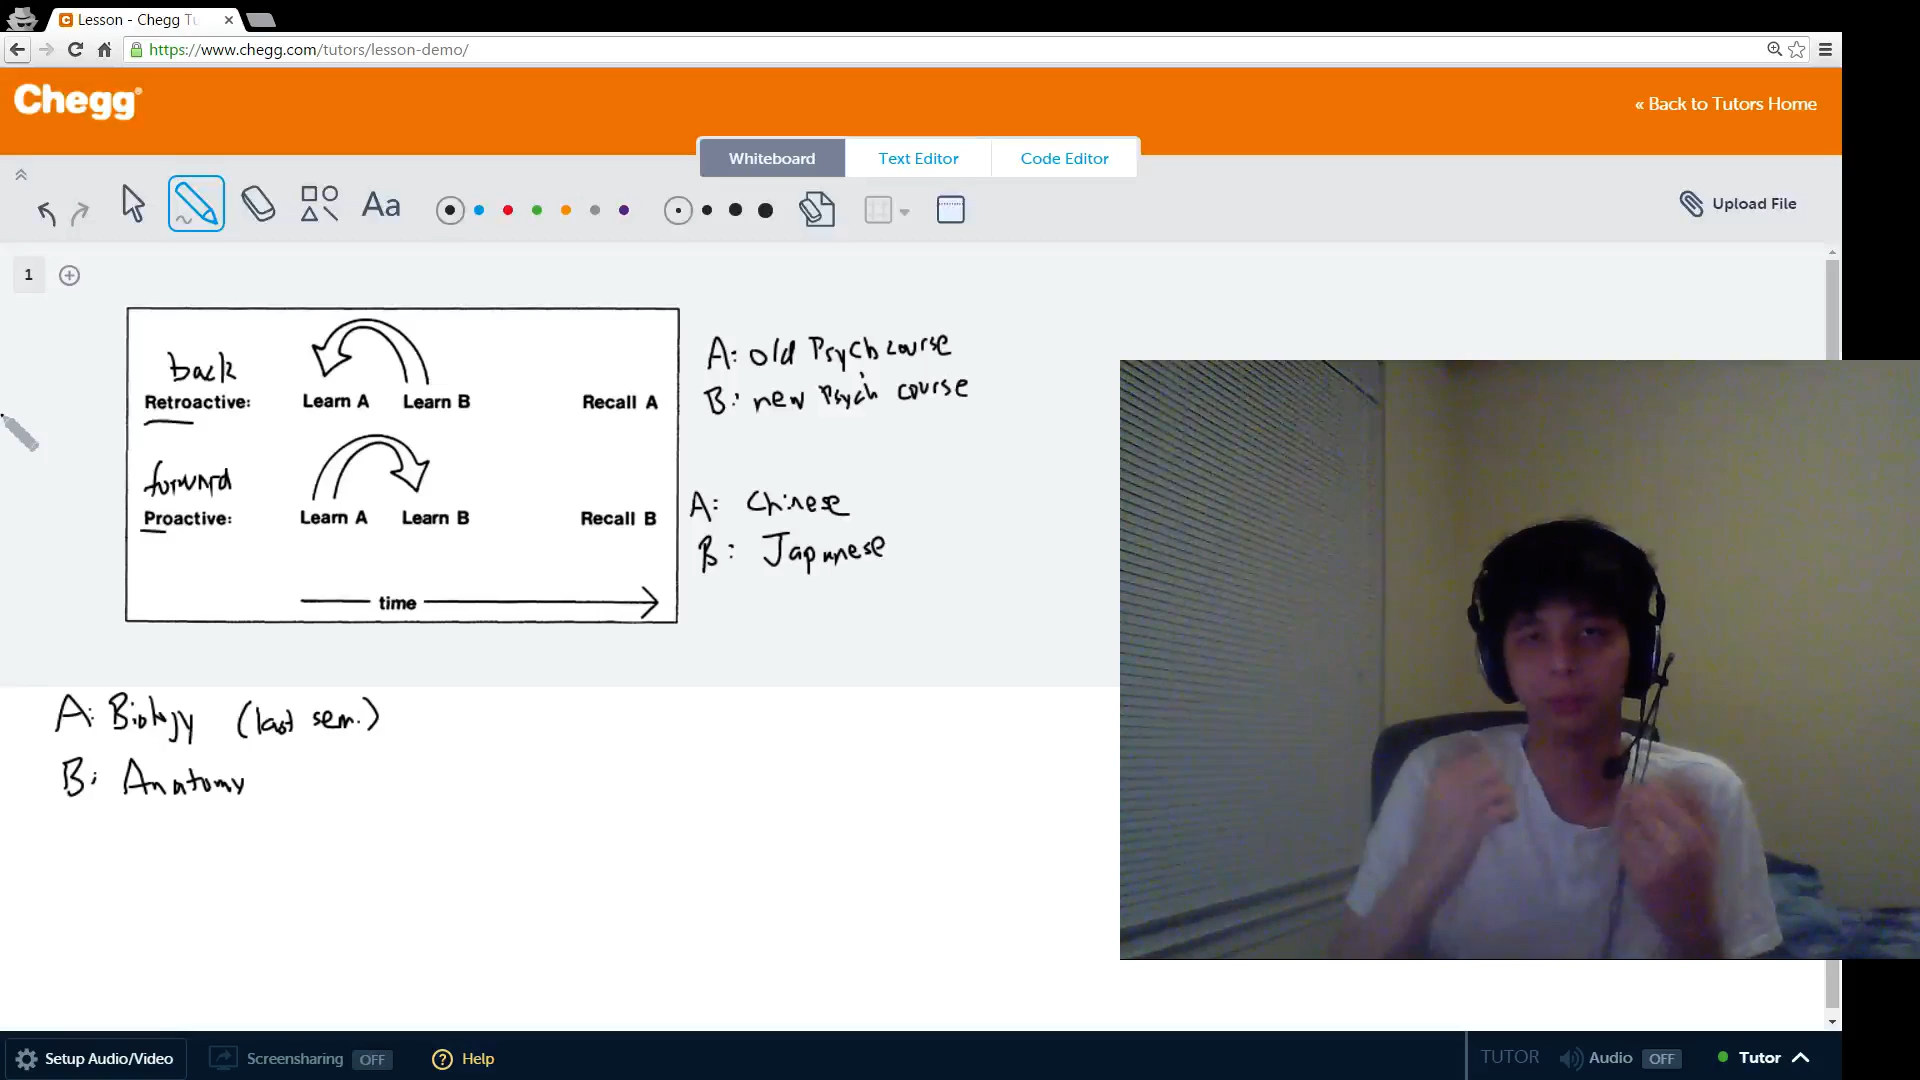 Lesson - Chegg Tu
https://www.chegg.com/tutors/lesson-demo/
Chegg
« Back to Tutors Home
Whiteboard
Text Editor
Code Editor
Aa
Upload File
1
back
Retroactive: Learn A Learn B Recall A
forward
Proactive: Learn A Learn B Recall B
time
A: old Psych course
B: new Psych course
A: Chinese
B: Japanese
A: Biology (last sem.)
B: Anatomy
Setup Audio/Video
Screensharing OFF
? Help
TUTOR
Audio OFF
Tutor